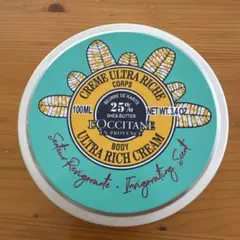 CRÈME ULTRA RICHE
CORPS
BEURRE DE KARITÉ
100ML 25% NET WT. 3.4 OZ.
SHEA BUTTER
L'OCCITANE
EN PROVENCE
BODY
ULTRA RICH CREAM
Senteur Revigorante • Invigorating Scent